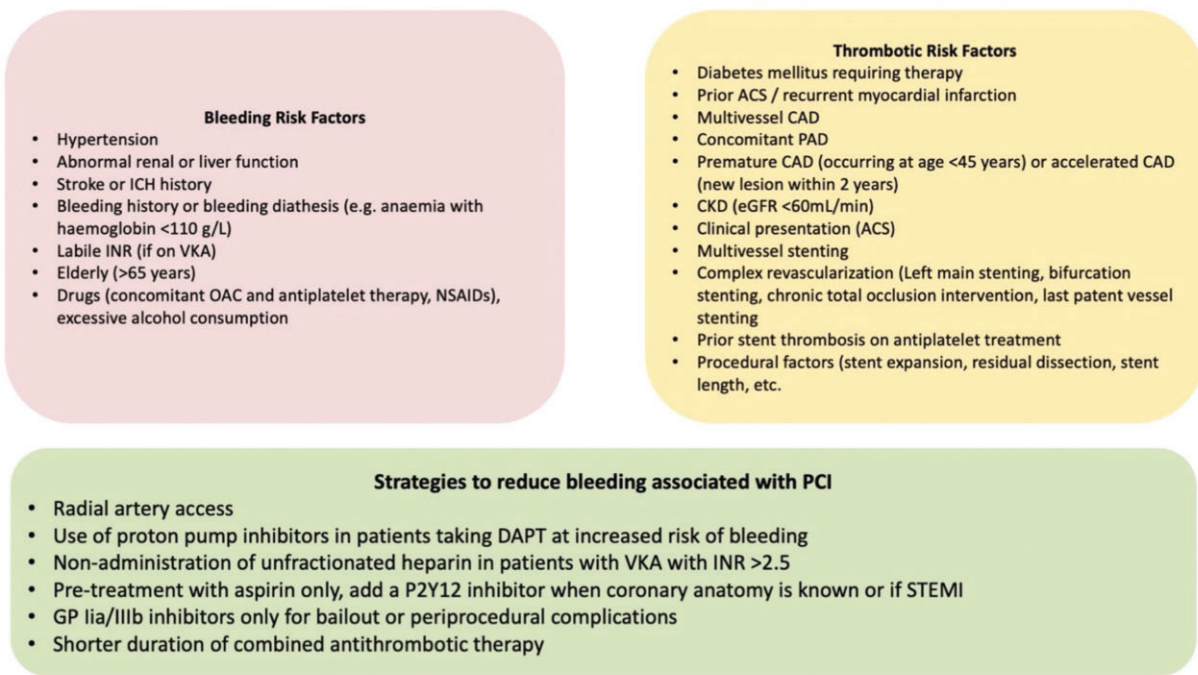 Bleeding Risk Factors
• Hypertension
• Abnormal renal or liver function
• Stroke or ICH history
• Bleeding history or bleeding diathesis (e.g. anaemia with
haemoglobin <110 g/L)
• Labile INR (if on VKA)
• Elderly (>65 years)
• Drugs (concomitant OAC and antiplatelet therapy, NSAIDs),
excessive alcohol consumption
Thrombotic Risk Factors
• Diabetes mellitus requiring therapy
• Prior ACS / recurrent myocardial infarction
• Multivessel CAD
• Concomitant PAD
• Premature CAD (occurring at age <45 years) or accelerated CAD
(new lesion within 2 years)
• CKD (eGFR <60mL/min)
• Clinical presentation (ACS)
• Multivessel stenting
• Complex revascularization (Left main stenting, bifurcation
stenting, chronic total occlusion intervention, last patent vessel
stenting
• Prior stent thrombosis on antiplatelet treatment
• Procedural factors (stent expansion, residual dissection, stent
length, etc.
Strategies to reduce bleeding associated with PCI
• Radial artery access
• Use of proton pump inhibitors in patients taking DAPT at increased risk of bleeding
• Non-administration of unfractionated heparin in patients with VKA with INR >2.5
• Pre-treatment with aspirin only, add a P2Y12 inhibitor when coronary anatomy is known or if STEMI
• GP Iia/IIIb inhibitors only for bailout or periprocedural complications
• Shorter duration of combined antithrombotic therapy